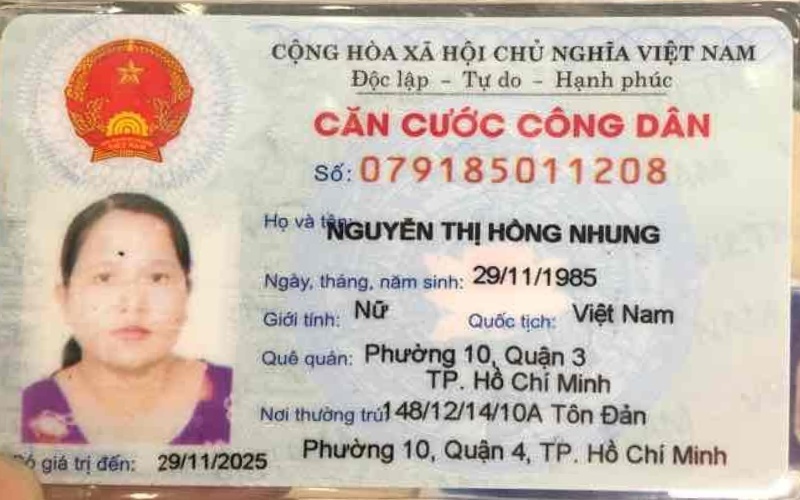 CỘNG HÒA XÃ HỘI CHỦ NGHĨA VIỆT NAM
Độc lập - Tự do - Hạnh phúc
CĂN CƯỚC CÔNG DÂN
Số: 079185011208
Họ và tên: NGUYỄN THỊ HỒNG NHUNG
Ngày, tháng, năm sinh: 29/11/1985
Giới tính: Nữ Quốc tịch: Việt Nam
Quê quán: Phường 10, Quận 3
TP. Hồ Chí Minh
Nơi thường trú: 148/12/14/10A Tôn Đản
Phường 10, Quận 4, TP. Hồ Chí Minh
Có giá trị đến: 29/11/2025